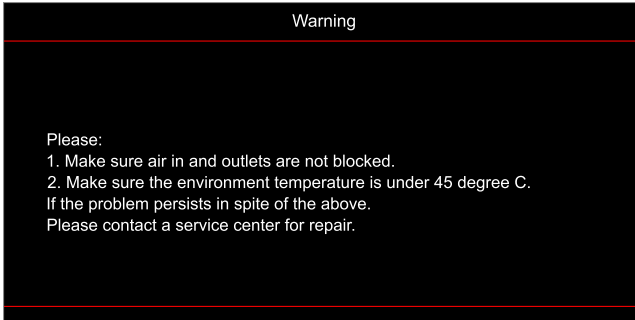 Warning
Please:
1. Make sure air in and outlets are not blocked.
2. Make sure the environment temperature is under 45 degree C.
If the problem persists in spite of the above.
Please contact a service center for repair.